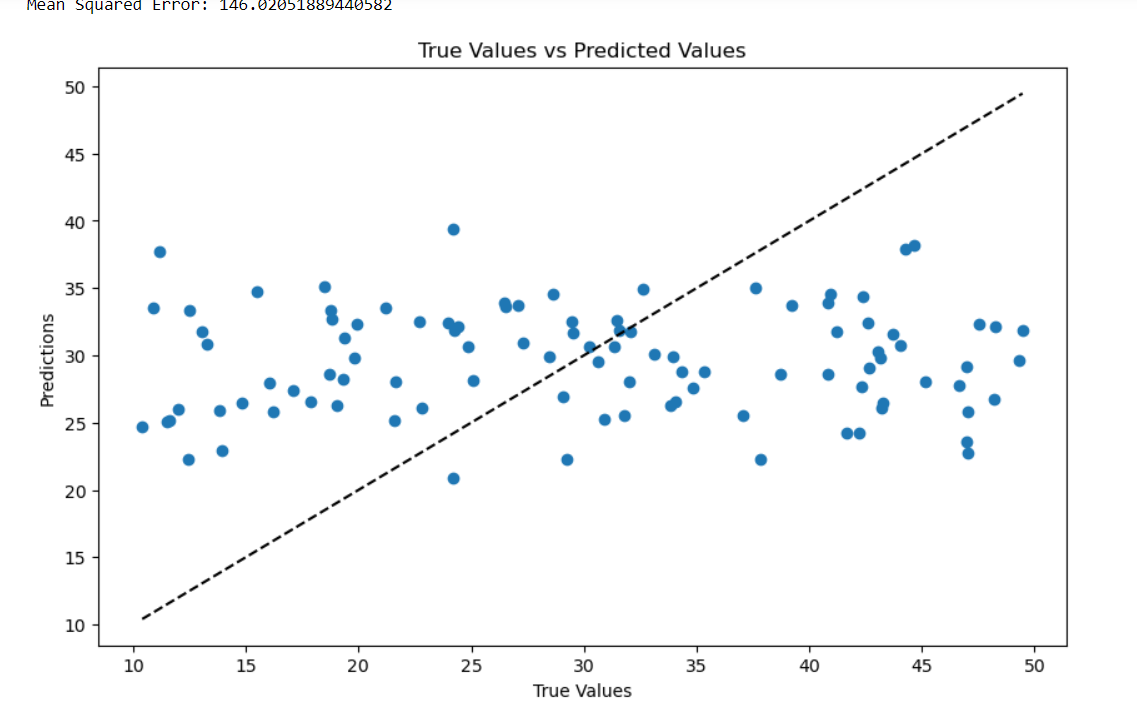 Mean Squared Error: 146.02051889440582
True Values vs Predicted Values
50
45
40
35
30
25
20
15
10
Predictions
10 15 20 25 30 35 40 45 50
True Values